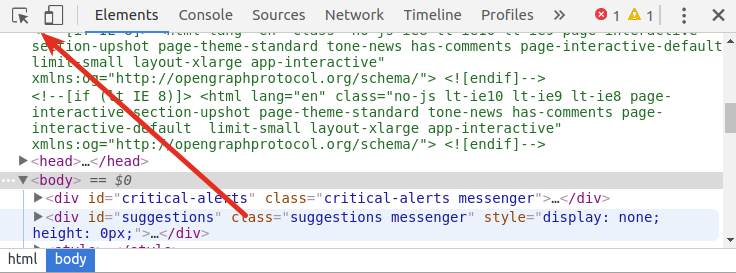 Elements Console Sources Network Timeline Profiles » 1 1
section-upshot page-theme-standard tone-news has-comments page-interactive-default
limit-small layout-xlarge app-interactive"
xmlns:og="http://opengraphprotocol.org/schema/"> <![endif]-->
<!--[if (lt IE 8)]> <html lang="en" class="no-js lt-ie10 lt-ie9 lt-ie8 page-
interactive section-upshot page-theme-standard tone-news has-comments page-
interactive-default  limit-small layout-xlarge app-interactive"
xmlns:og="http://opengraphprotocol.org/schema/"> <![endif]-->
<head>…</head>
<body> == $0
<div id="critical-alerts" class="critical-alerts messenger">…</div>
<div id="suggestions" class="suggestions messenger" style="display: none;
height: 0px;">…</div>
<style>…</style>
html body